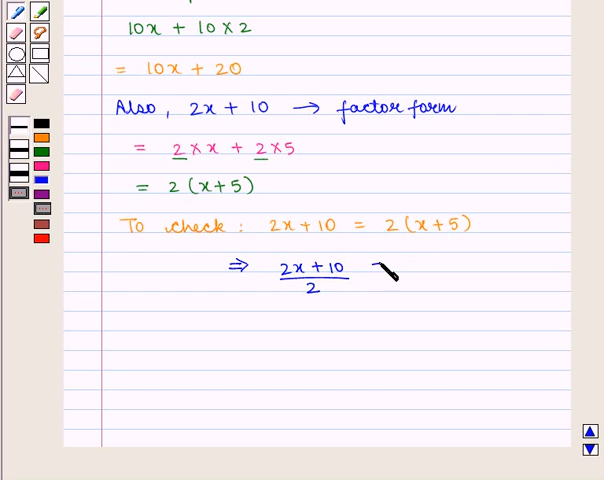 10x + 10 × 2
= 10x + 20
Also, 2x + 10 → factor form
= 2 × x + 2 × 5
= 2 (x + 5)
To check : 2x + 10 = 2 (x + 5)
⇒ (2x + 10)/2